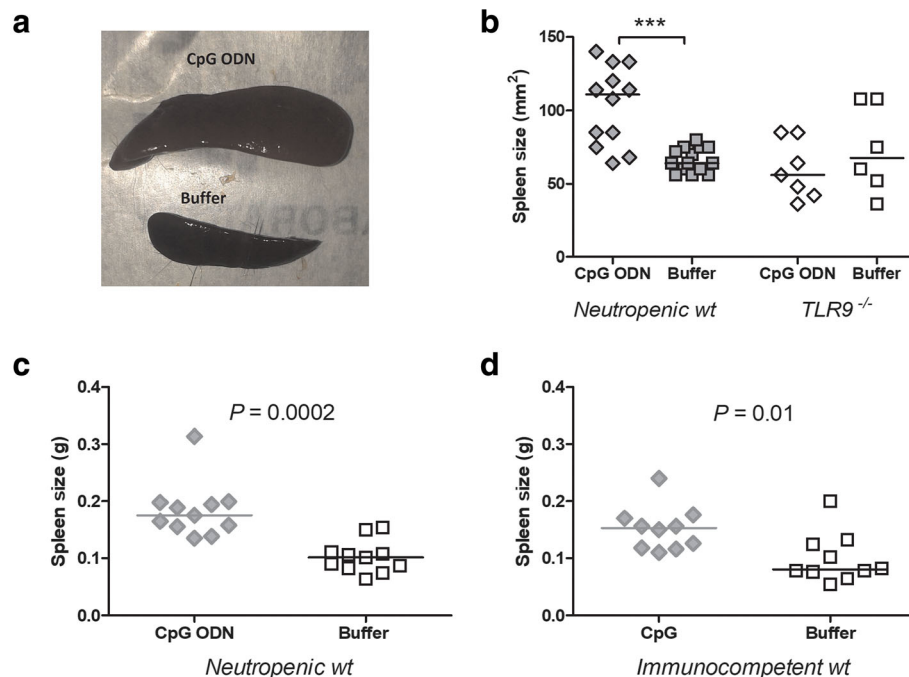 a
CpG ODN
Buffer
b
***
Spleen size (mm²)
150
100
50
0
CpG ODN Buffer CpG ODN Buffer
Neutropenic wt TLR9 -/-
c
Spleen size (g)
0.4
0.3
0.2
0.1
0.0
P = 0.0002
CpG ODN Buffer
Neutropenic wt
d
Spleen size (g)
0.4
0.3
0.2
0.1
0.0
P = 0.01
CpG Buffer
Immunocompetent wt